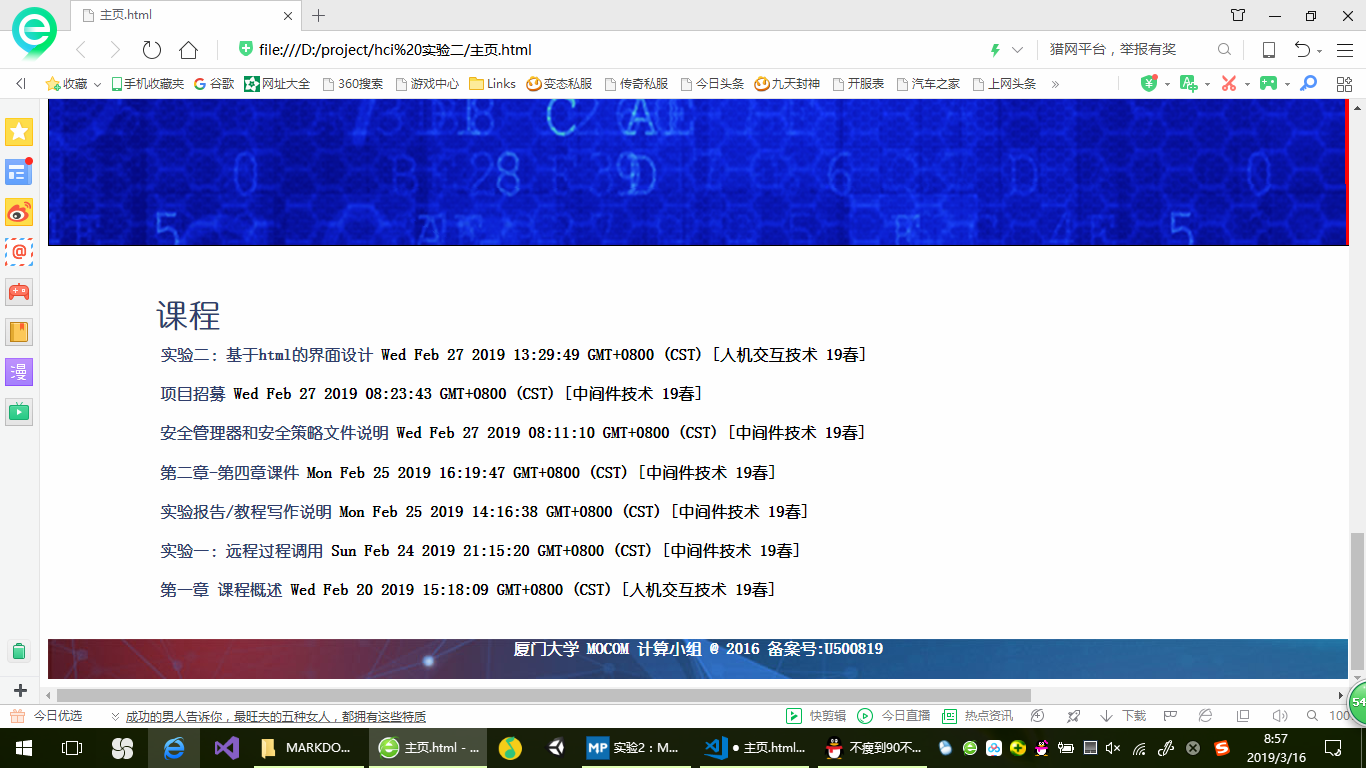 主页.html
file:///D:/project/hci%20实验二/主页.html
猎网平台，举报有奖
收藏 手机收藏夹 谷歌 网址大全 360搜索 游戏中心 Links 变态私服 传奇私服 今日头条 九天封神 开服表 汽车之家 上网头条 »
C A
0 B 28 E 39 D 6 D 0
5 5
课程
实验二: 基于html的界面设计 Wed Feb 27 2019 13:29:49 GMT+0800 (CST) [人机交互技术 19春]
项目招募 Wed Feb 27 2019 08:23:43 GMT+0800 (CST) [中间件技术 19春]
安全管理器和安全策略文件说明 Wed Feb 27 2019 08:11:10 GMT+0800 (CST) [中间件技术 19春]
第二章-第四章课件 Mon Feb 25 2019 16:19:47 GMT+0800 (CST) [中间件技术 19春]
实验报告/教程写作说明 Mon Feb 25 2019 14:16:38 GMT+0800 (CST) [中间件技术 19春]
实验一: 远程过程调用 Sun Feb 24 2019 21:15:20 GMT+0800 (CST) [中间件技术 19春]
第一章 课程概述 Wed Feb 20 2019 15:18:09 GMT+0800 (CST) [人机交互技术 19春]
漫
厦门大学 MOCOM 计算小组 @ 2016 备案号:U500819
54
今日优选 成功的男人告诉你，最旺夫的五种女人，都拥有这些特质 快剪辑 今日直播 热点资讯 下载 100
MARKDO... 主页.html - ... MP 实验2：M... ● 主页.html... 不瘦到90不...
8:57
2019/3/16